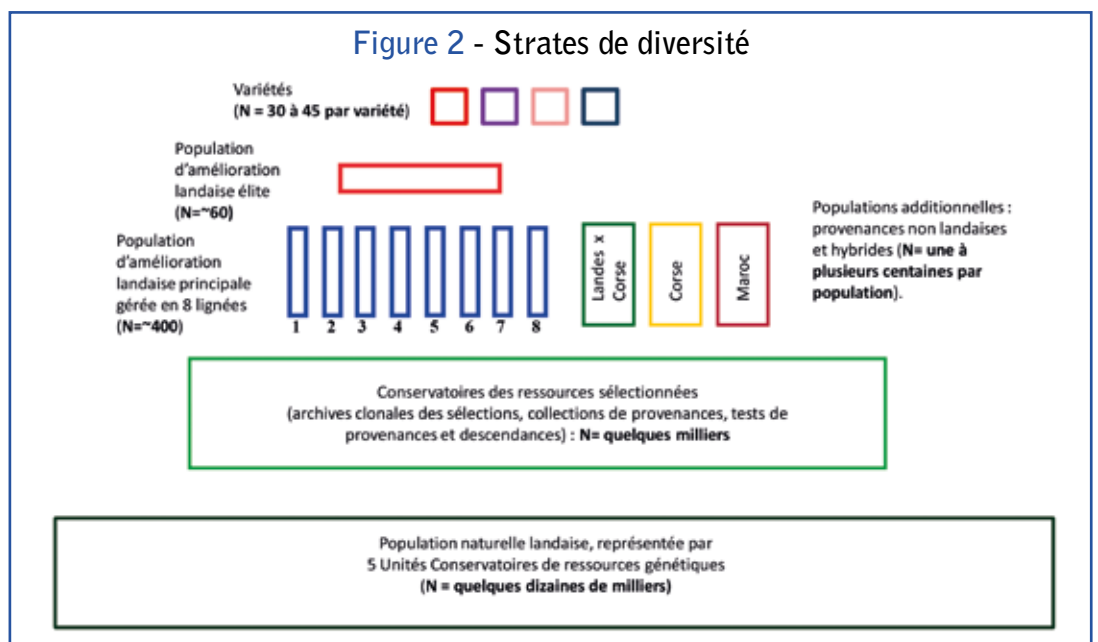 Figure 2 - Strates de diversité
Variétés
(N = 30 à 45 par variété)
Population
d'amélioration
landaise élite
(N=~60)
Population
d'amélioration
landaise principale
gérée en 8 lignées
(N=~400)
1 2 3 4 5 6 7 8
Landes x
Corse
Corse
Maroc
Populations additionnelles :
provenances non landaises
et hybrides (N= une à
plusieurs centaines par
population).
Conservatoires des ressources sélectionnées
(archives clonales des sélections, collections de provenances, tests de
provenances et descendances) : N= quelques milliers
Population naturelle landaise, représentée par
5 Unités Conservatoires de ressources génétiques
(N = quelques dizaines de milliers)